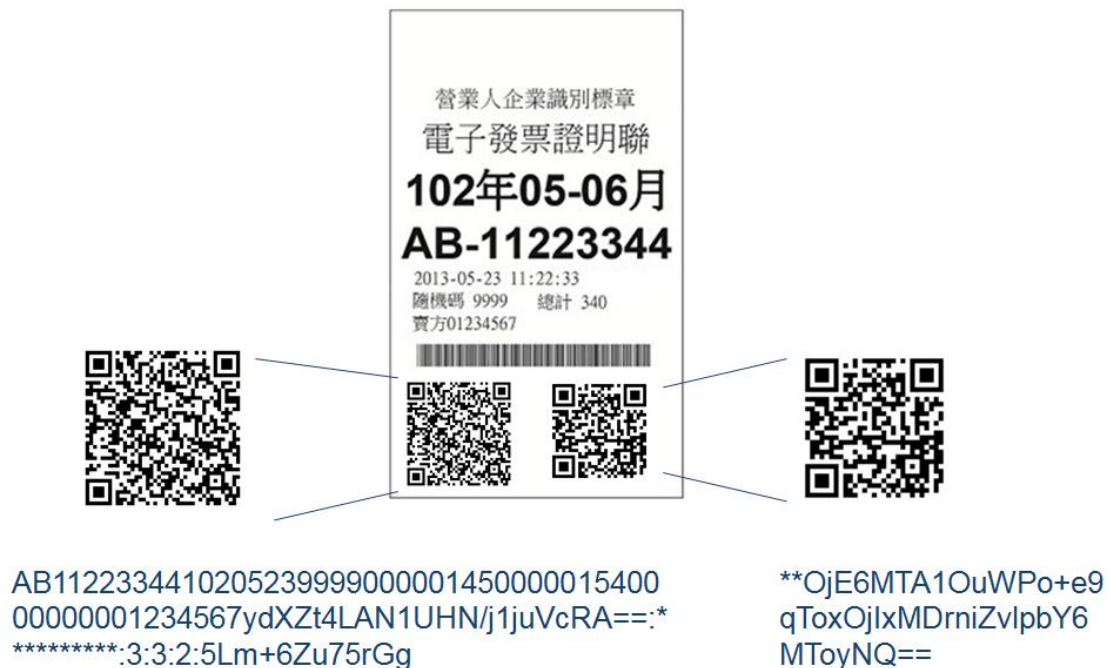 營業人企業識別標章
電子發票證明聯
102年05-06月
AB-11223344
2013-05-23 11:22:33
隨機碼 9999 總計 340
賣方01234567
AB112233441020523999900000145000001540000000001234567ydXZt4LAN1UHN/j1juVcRA==:*
*********:3:3:2:5Lm+6Zu75rGg
**OjE6MTA1OuWPo+e9
qToxOjIxMDrniZvlpbY6
MToyNQ==